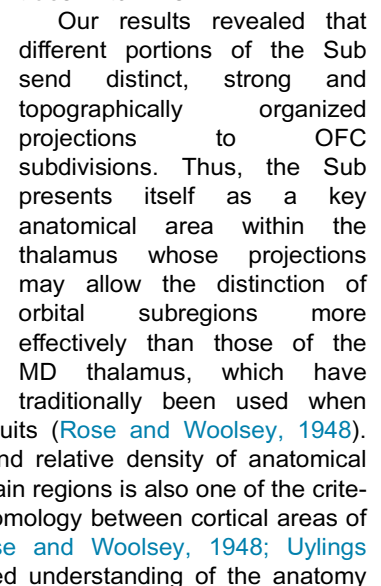 Our results revealed that
different portions of the Sub
send distinct, strong and
topographically organized
projections to OFC
subdivisions. Thus, the Sub
presents itself as a key
anatomical area within the
thalamus whose projections
may allow the distinction of
orbital subregions more
effectively than those of the
MD thalamus, which have
traditionally been used when
uits (Rose and Woolsey, 1948).
nd relative density of anatomical
ain regions is also one of the crite-
omology between cortical areas of
se and Woolsey, 1948; Uylings
ed understanding of the anatomy